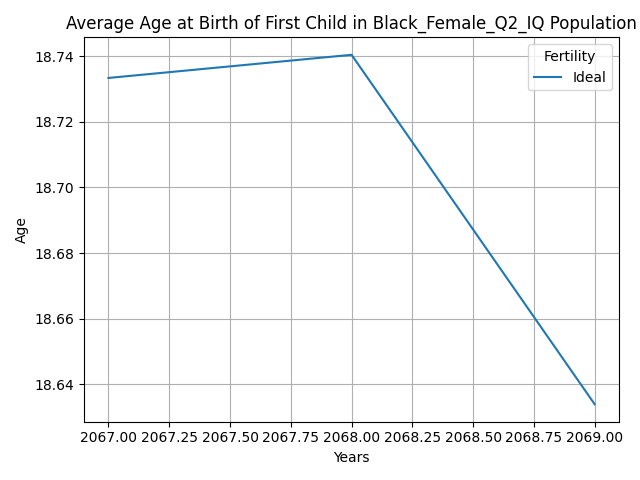 Average Age at Birth of First Child in Black_Female_Q2_IQ Population
Fertility
Ideal
18.74
18.72
18.70
18.68
18.66
18.64
Age
2067.00 2067.25 2067.50 2067.75 2068.00 2068.25 2068.50 2068.75 2069.00
Years